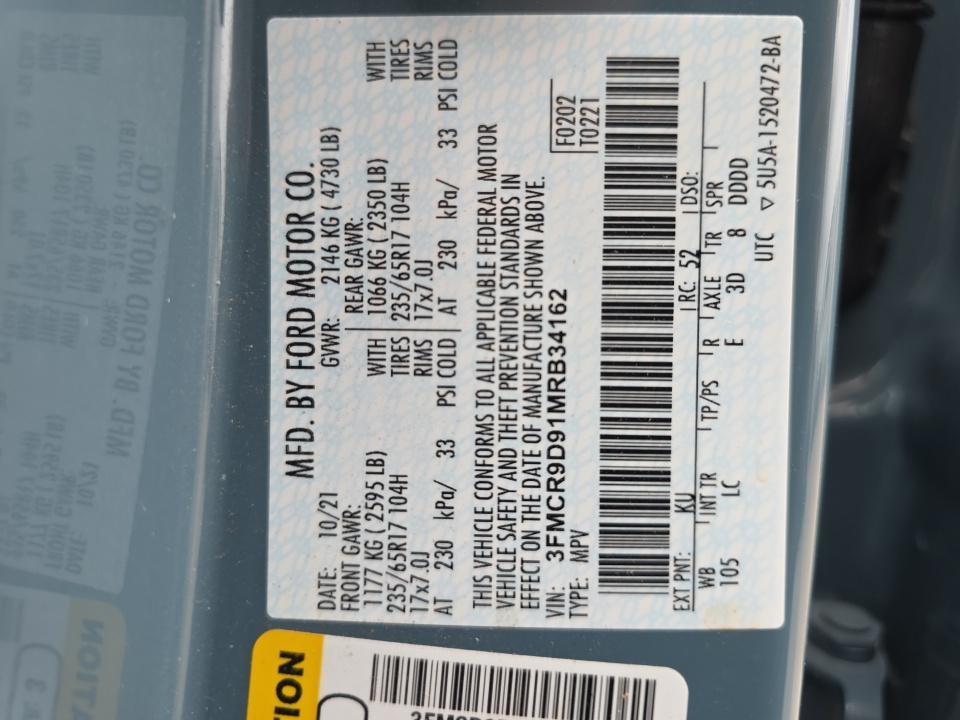 MFD. BY FORD MOTOR CO.
DATE: 10/21 GVWR: 2146 KG ( 4730 LB)
FRONT GAWR: REAR GAWR:
1177 KG ( 2595 LB) WITH 1066 KG ( 2350 LB) WITH
235/65R17 104H TIRES 235/65R17 104H TIRES
17x7.0J RIMS 17x7.0J RIMS
AT 230 kPa/ 33 PSI COLD AT 230 kPa/ 33 PSI COLD
THIS VEHICLE CONFORMS TO ALL APPLICABLE FEDERAL MOTOR
VEHICLE SAFETY AND THEFT PREVENTION STANDARDS IN
EFFECT ON THE DATE OF MANUFACTURE SHOWN ABOVE.
VIN: 3FMCR9D91MRB34162 F0202
TYPE: MPV T0221
EXT PNT: KU RC: 52 DSO:
WB INT TR TP/PS R AXLE TR SPR
105 LC E 3D 8 DDDD
UTC ▽ 5U5A-1520472-BA